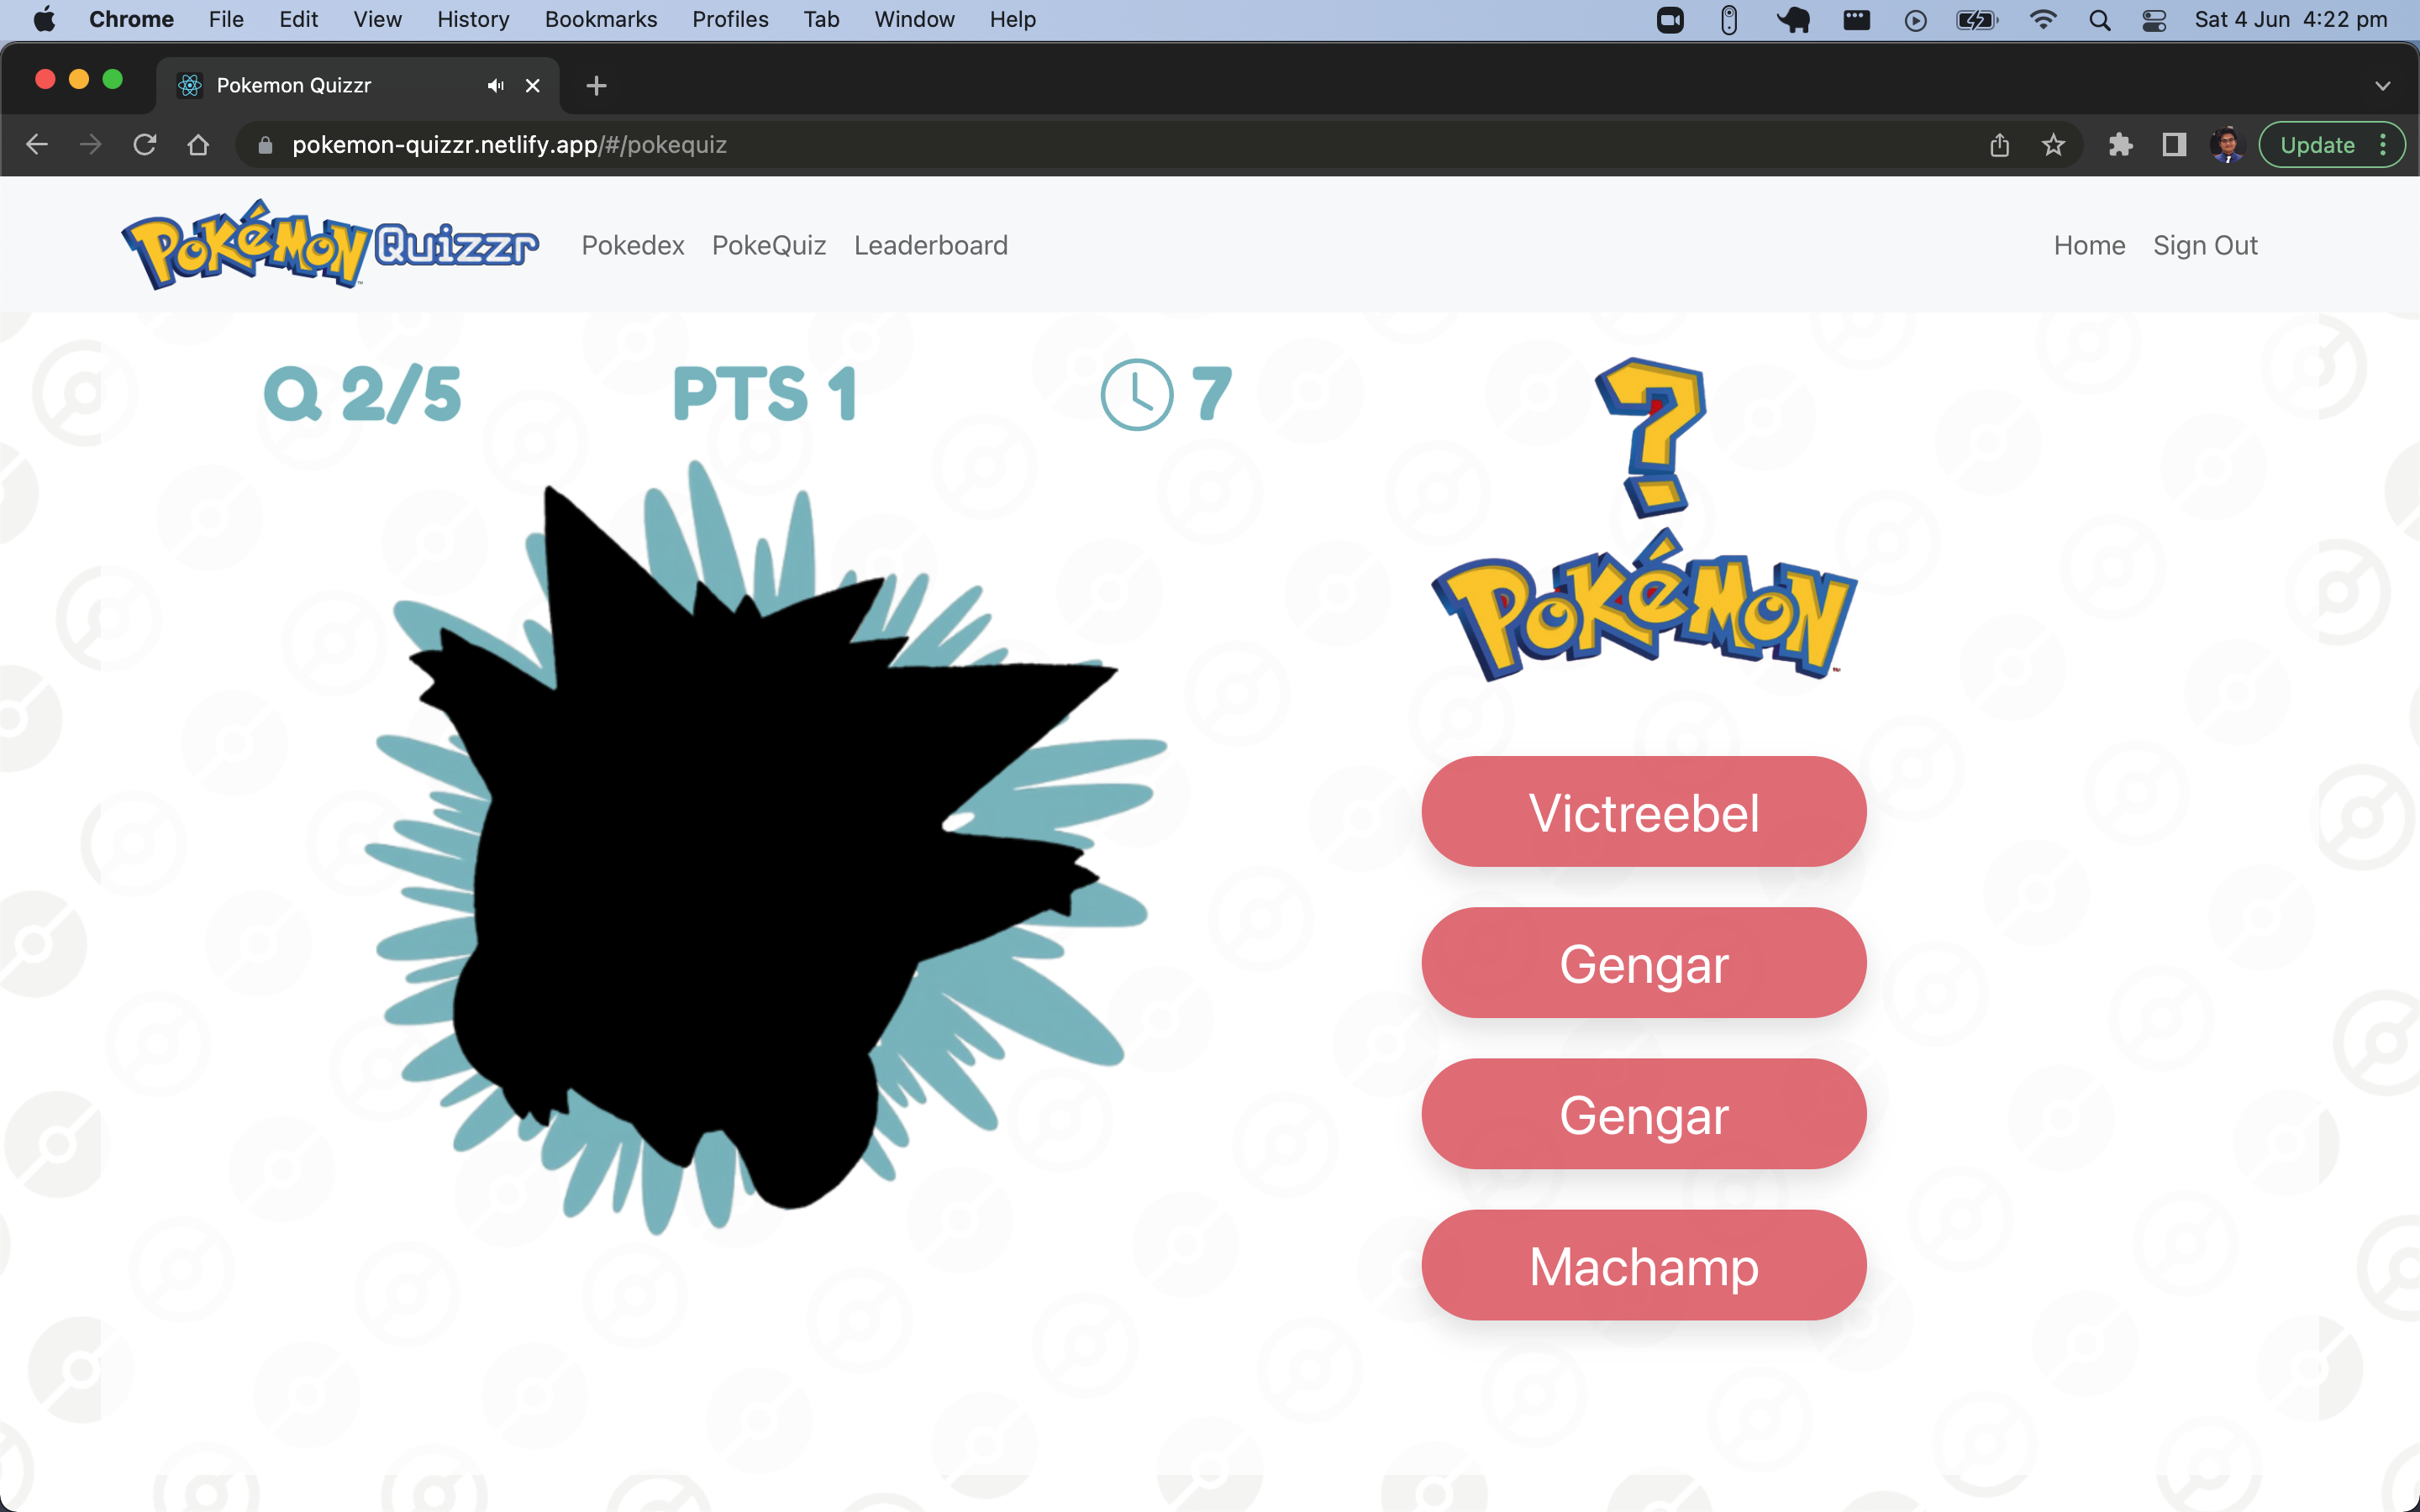 Chrome File Edit View History Bookmarks Profiles Tab Window Help Sat 4 Jun 4:22 pm
Pokemon Quizzr
pokemon-quizzr.netlify.app/#/pokequiz Update
POKéMON Quizzr Pokedex PokeQuiz Leaderboard Home Sign Out
Q 2/5 PTS 1 7
?
POKéMON
Victreebel
Gengar
Gengar
Machamp